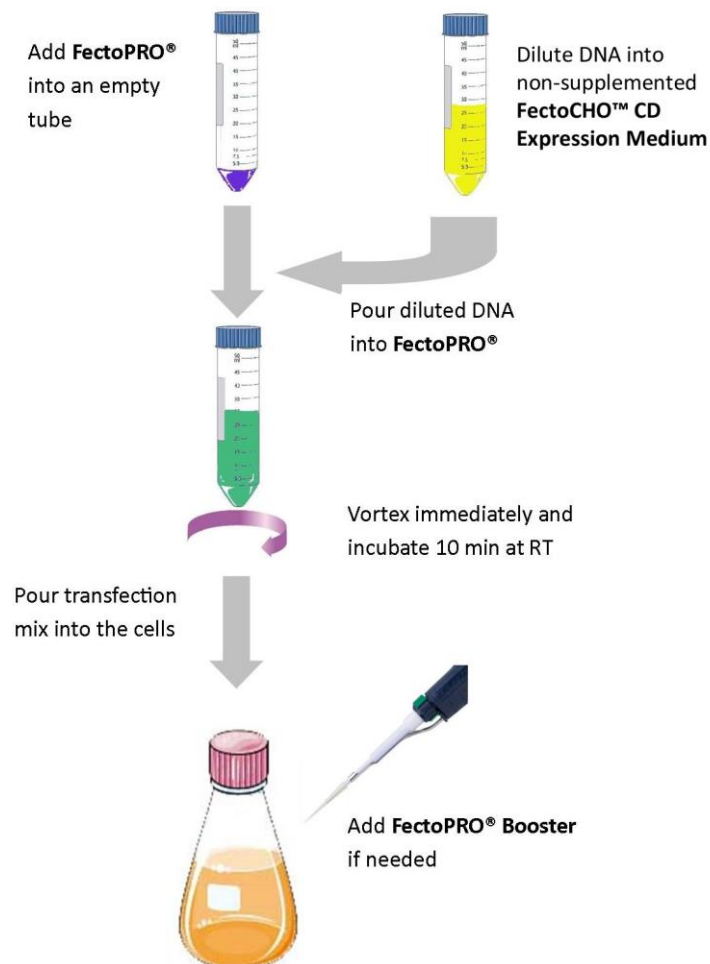 Add FectoPRO®
into an empty
tube
Dilute DNA into
non-supplemented
FectoCHO™ CD
Expression Medium
Pour diluted DNA
into FectoPRO®
Vortex immediately and
incubate 10 min at RT
Pour transfection
mix into the cells
Add FectoPRO® Booster
if needed